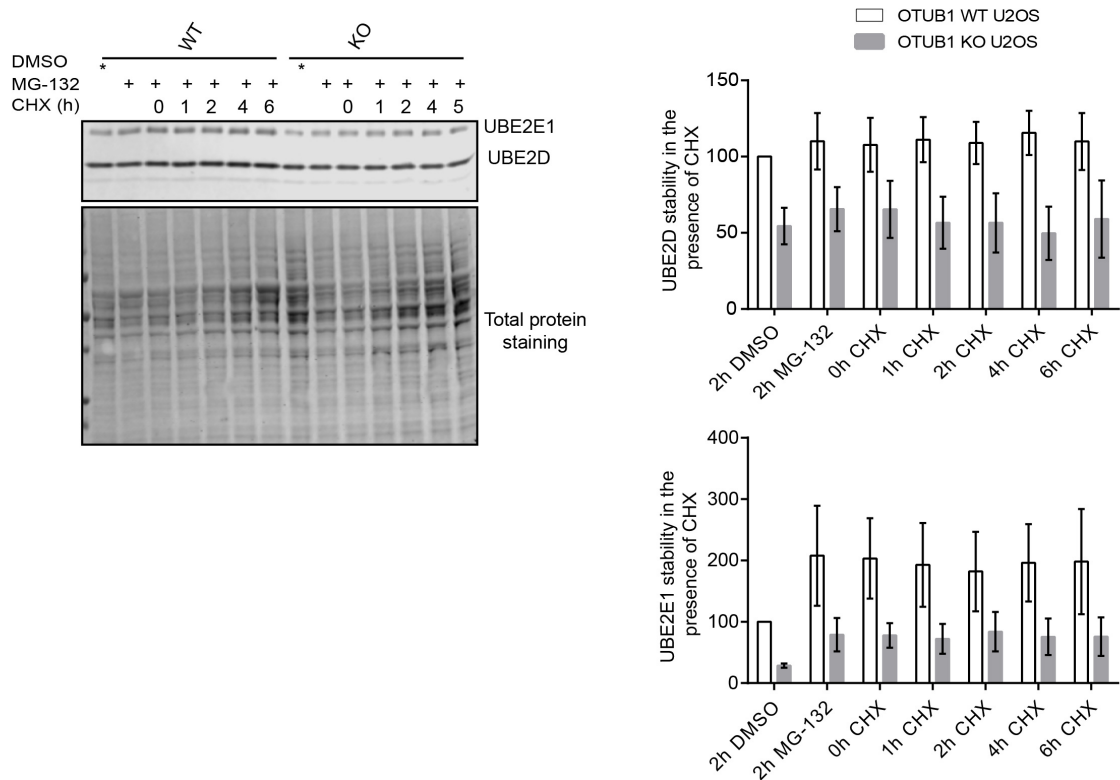 WT
KO
DMSO * *
MG-132 + + + + + + + + + + + +
CHX (h) 0 1 2 4 6 0 1 2 4 5
UBE2E1
UBE2D
Total protein
staining
OTUB1 WT U2OS
OTUB1 KO U2OS
UBE2D stability in the
presence of CHX
150
100
50
0
2h DMSO
2h MG-132
0h CHX
1h CHX
2h CHX
4h CHX
6h CHX
UBE2E1 stability in the
presence of CHX
400
300
200
100
0
2h DMSO
2h MG-132
0h CHX
1h CHX
2h CHX
4h CHX
6h CHX